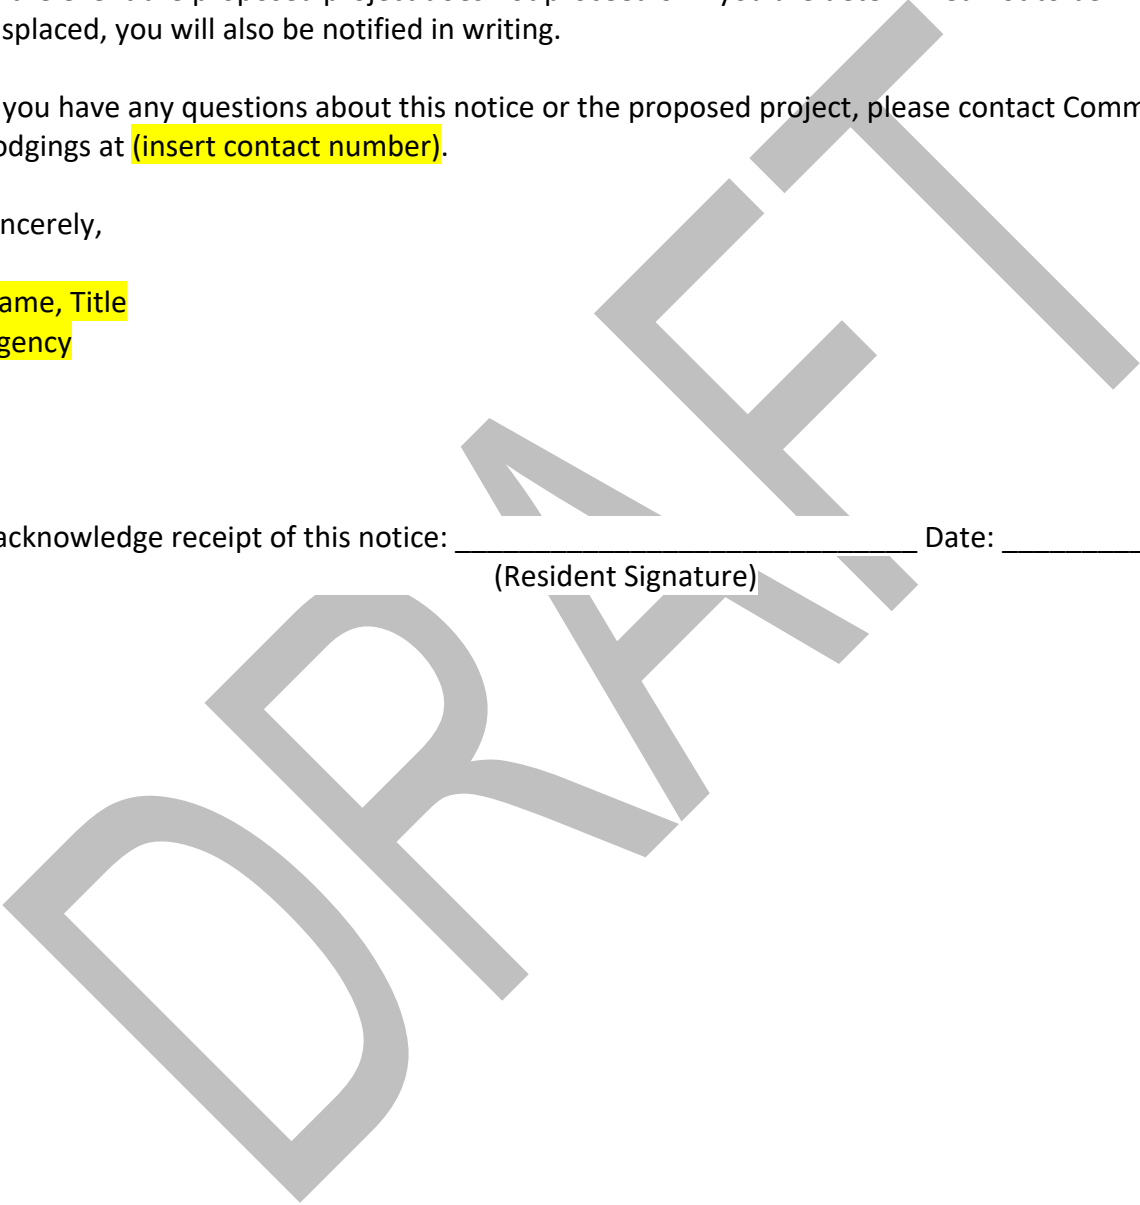 splaced, you will also be notified in writing.
you have any questions about this notice or the proposed project, please contact Comm
odgings at (insert contact number).
ncerely,
ame, Title
gency
acknowledge receipt of this notice: _____________________________ Date: _________
(Resident Signature)
DRAFT